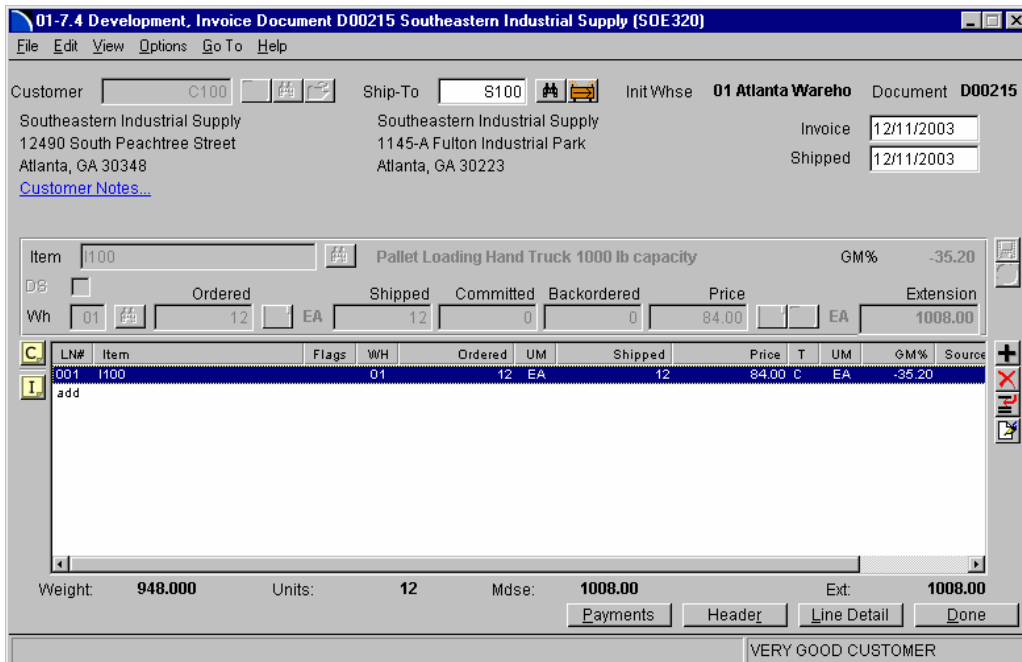 01-7.4 Development, Invoice Document D00215 Southeastern Industrial Supply (SOE320)
File Edit View Options Go To Help
Customer C100 Ship-To S100 Init Whse 01 Atlanta Wareho Document D00215
Southeastern Industrial Supply Southeastern Industrial Supply Invoice 12/11/2003
12490 South Peachtree Street 1145-A Fulton Industrial Park Shipped 12/11/2003
Atlanta, GA 30348 Atlanta, GA 30223
Customer Notes...
Item I100 Pallet Loading Hand Truck 1000 lb capacity GM% -35.20
DS Ordered Shipped Committed Backordered Price Extension
Wh 01 12 EA 12 0 0 84.00 EA 1008.00
C LN# Item Flags WH Ordered UM Shipped Price T UM GM% Source
001 I100 01 12 EA 12 84.00 C EA -35.20
I add
Weight: 948.000 Units: 12 Mdse: 1008.00 Ext: 1008.00
Payments Header Line Detail Done
VERY GOOD CUSTOMER